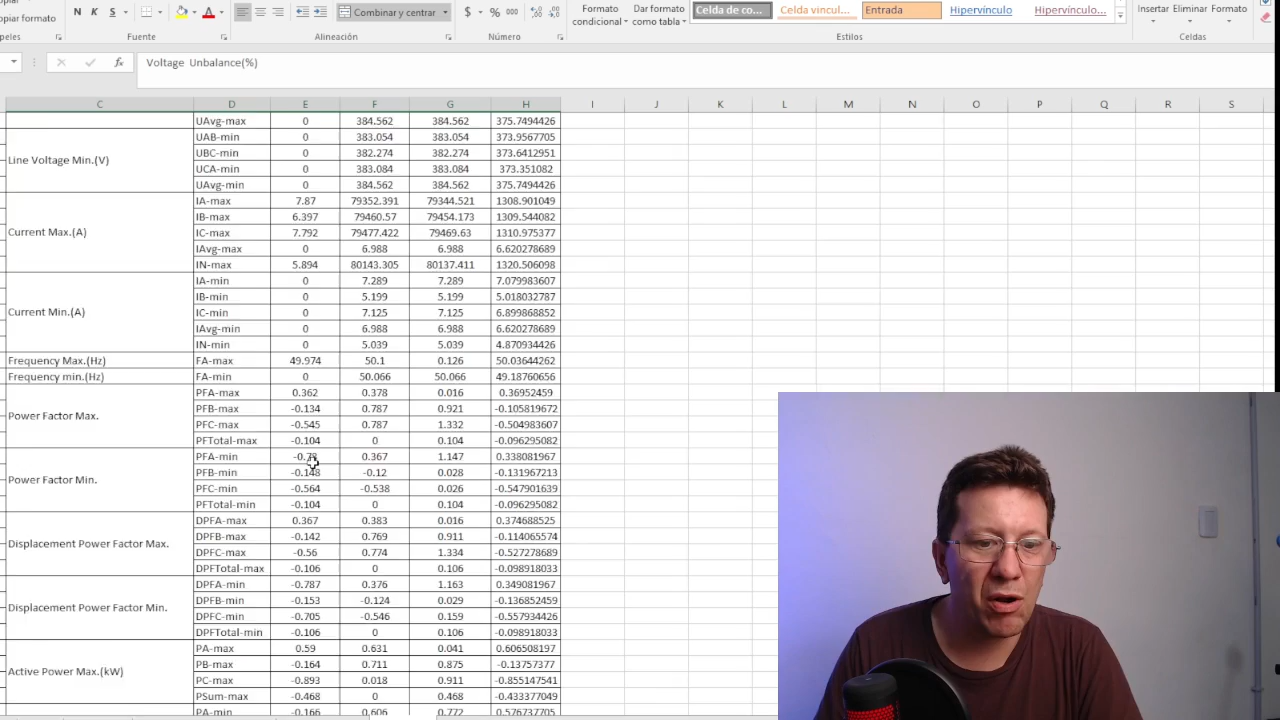 opiar formato
N K S
A
Combinar y centrar
$ % 000
Formato condicional
Dar formato como tabla
Celda de co...
Celda vincul...
Entrada
Hipervínculo
Hipervínculo...
Insertar Eliminar Formato
peles Fuente Alineación Número Estilos Celdas
fx Voltage Unbalance(%)
C D E F G H I J K L M N O P Q R S
UAvg-max 0 384.562 384.562 375.7494426
Line Voltage Min.(V)
UAB-min 0 383.054 383.054 373.9567705
UBC-min 0 382.274 382.274 373.6412951
UCA-min 0 383.084 383.084 373.351082
UAvg-min 0 384.562 384.562 375.7494426
Current Max.(A)
IA-max 7.87 79352.391 79344.521 1308.901049
IB-max 6.397 79460.57 79454.173 1309.544082
IC-max 7.792 79477.422 79469.63 1310.975377
IAvg-max 0 6.988 6.988 6.620278689
IN-max 5.894 80143.305 80137.411 1320.506098
Current Min.(A)
IA-min 0 7.289 7.289 7.079983607
IB-min 0 5.199 5.199 5.018032787
IC-min 0 7.125 7.125 6.899868852
IAvg-min 0 6.988 6.988 6.620278689
IN-min 0 5.039 5.039 4.870934426
Frequency Max.(Hz) FA-max 49.974 50.1 0.126 50.03644262
Frequency min.(Hz) FA-min 0 50.066 50.066 49.18760656
Power Factor Max.
PFA-max 0.362 0.378 0.016 0.36952459
PFB-max -0.134 0.787 0.921 -0.105819672
PFC-max -0.545 0.787 1.332 -0.504983607
PFTotal-max -0.104 0 0.104 -0.096295082
Power Factor Min.
PFA-min 0.367 1.147 0.338081967
PFB-min -0.148 -0.12 0.028 -0.131967213
PFC-min -0.564 -0.538 0.026 -0.547901639
PFTotal-min -0.104 0 0.104 -0.096295082
Displacement Power Factor Max.
DPFA-max 0.367 0.383 0.016 0.374688525
DPFB-max -0.142 0.769 0.911 -0.114065574
DPFC-max -0.56 0.774 1.334 -0.527278689
DPFTotal-max -0.106 0 0.106 -0.098918033
Displacement Power Factor Min.
DPFA-min -0.787 0.376 1.163 0.349081967
DPFB-min -0.153 -0.124 0.029 -0.136852459
DPFC-min -0.705 -0.546 0.159 -0.557934426
DPFTotal-min -0.106 0 0.106 -0.098918033
Active Power Max.(kW)
PA-max 0.59 0.631 0.041 0.606508197
PB-max -0.164 0.711 0.875 -0.13757377
PC-max -0.893 0.018 0.911 -0.855147541
PSum-max -0.468 0 0.468 -0.433377049
PA-min -0.166 0.606 0.772 0.576737705